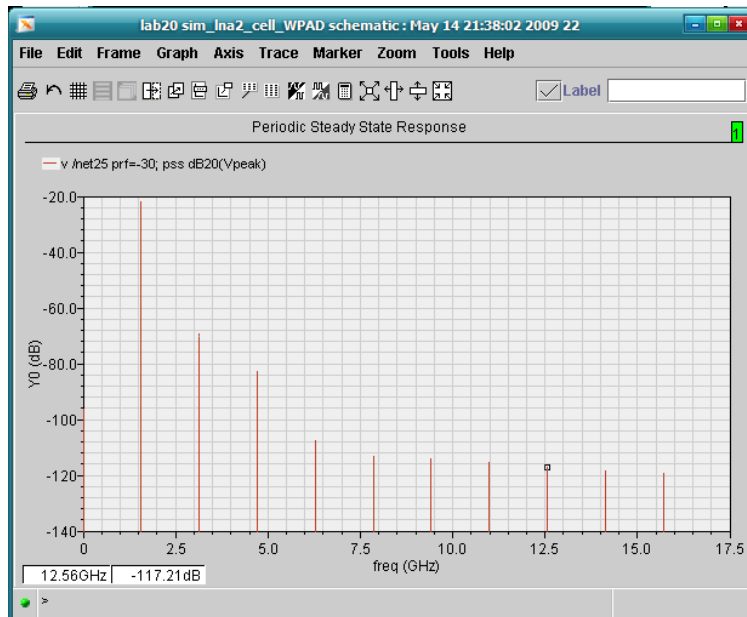 lab20 sim_lna2_cell_WPAD schematic : May 14 21:38:02 2009 22
File Edit Frame Graph Axis Trace Marker Zoom Tools Help
Label
Periodic Steady State Response
1
v /net25 prf=-30; pss dB20(Vpeak)
-20.0
-40.0
-60.0
-80.0
-100
-120
-140
Y0 (dB)
0 2.5 5.0 7.5 10.0 12.5 15.0 17.5
freq (GHz)
12.56GHz -117.21dB
>